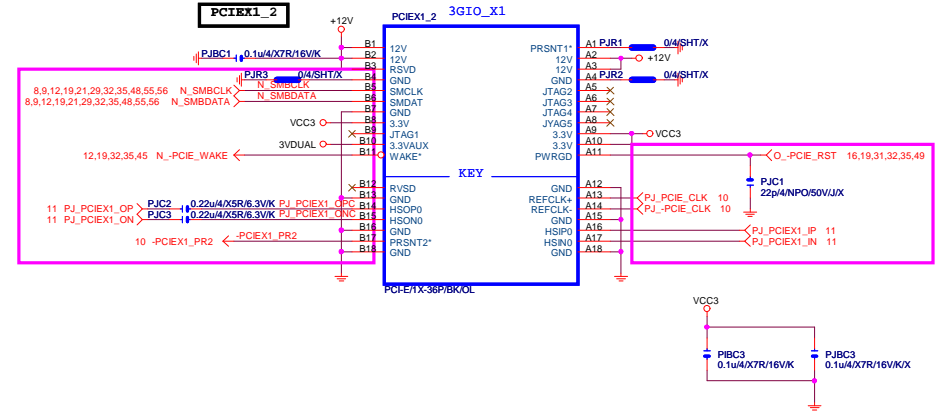 PCIEX1_2
+12V
PCIEX1_2
3GIO_X1
PJBC1 0.1u/4/X7R/16V/K
PJR3 0/4/SHT/X
8,9,12,19,21,29,32,35,48,55,56 N_SMBCLK
N_SMBCLK
8,9,12,19,21,29,32,35,48,55,56 N_SMBDATA
N_SMBDATA
VCC3
3VDUAL
12,19,32,35,45 N_-PCIE_WAKE
11 PJ_PCIEX1_OP
PJC2 0.22u/4/X5R/6.3V/K PJ_PCIEX1_OPC
11 PJ_PCIEX1_ON
PJC3 0.22u/4/X5R/6.3V/K PJ_PCIEX1_ONC
10 -PCIEX1_PR2
-PCIEX1_PR2
B1 12V
B2 12V
B3 RSVD
B4 GND
B5 SMCLK
B6 SMDAT
B7 GND
B8 3.3V
B9 JTAG1
B10 3.3VAUX
B11 WAKE*
KEY
B12 RVSD
B13 GND
B14 HSOP0
B15 HSON0
B16 GND
B17 PRSNT2*
B18 GND
PRSNT1* A1
12V A2
12V A3
GND A4
JTAG2 A5
JTAG3 A6
JTAG4 A7
JYAG5 A8
3.3V A9
3.3V A10
PWRGD A11
GND A12
REFCLK+ A13
REFCLK- A14
GND A15
HSIP0 A16
HSIN0 A17
GND A18
PCI-E/1X-36P/BK/OL
PJR1 0/4/SHT/X
+12V
PJR2 0/4/SHT/X
VCC3
O_-PCIE_RST 16,19,31,32,35,49
PJC1
22p/4/NPO/50V/J/X
PJ_PCIE_CLK 10
PJ_-PCIE_CLK 10
PJ_PCIEX1_IP 11
PJ_PCIEX1_IN 11
VCC3
PIBC3
0.1u/4/X7R/16V/K
PJBC3
0.1u/4/X7R/16V/K/X